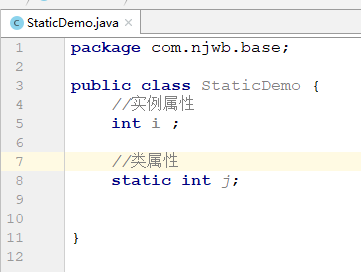 StaticDemo.java
1 package com.njwb.base;
2
3 public class StaticDemo {
4 //实例属性
5 int i ;
6
7 //类属性
8 static int j;
9
10
11 }
12